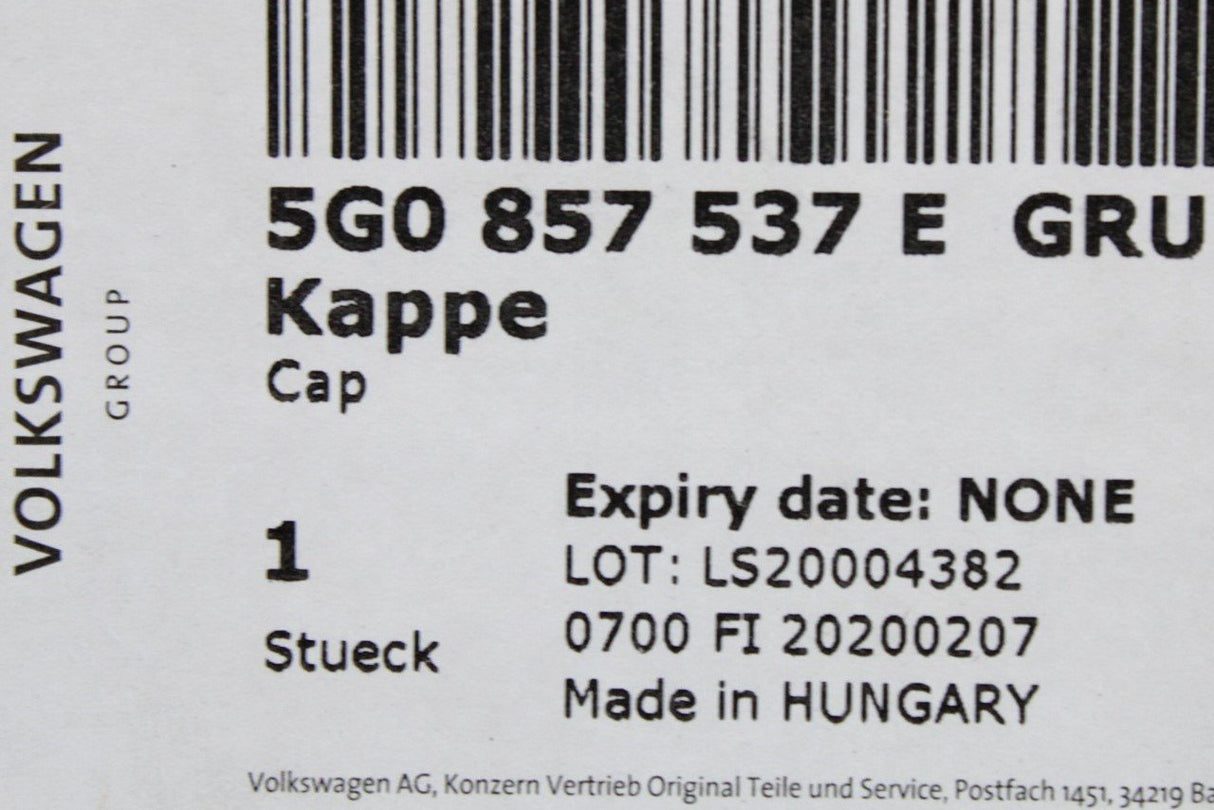 VOLKSWAGEN
GROUP
5G0 857 537 E GRU
Kappe
Cap
1
Stueck
Expiry date: NONE
LOT: LS20004382
0700 FI 20200207
Made in HUNGARY
Volkswagen AG, Konzern Vertrieb Original Teile und Service, Postfach 1451, 34219 Ba